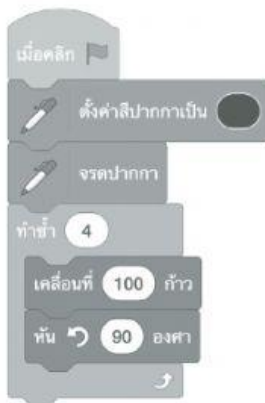 เมื่อคลิก
ตั้งค่าสีปากกาเป็น
จรดปากกา
ทำซ้ำ 4
เคลื่อนที่ 100 ก้าว
หัน 90 องศา